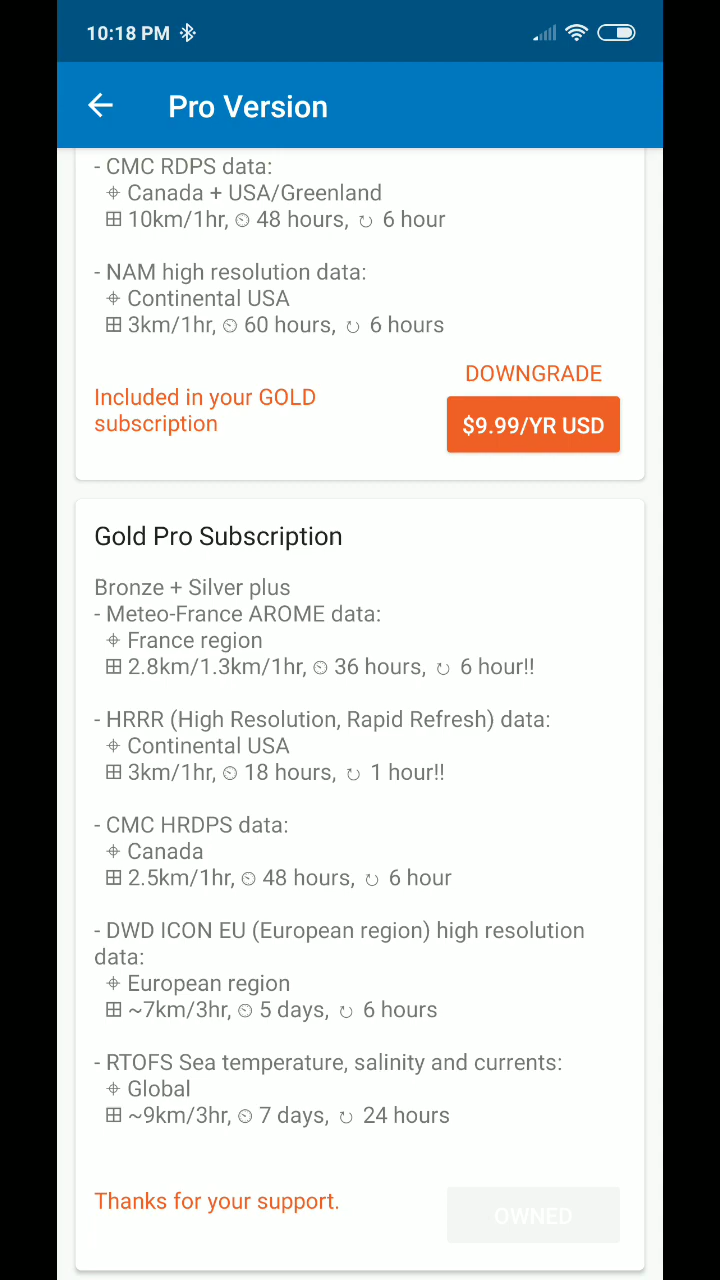 10:18 PM
Pro Version
- CMC RDPS data:
⌖ Canada + USA/Greenland
⊞ 10km/1hr, ⏲ 48 hours, ↻ 6 hour
- NAM high resolution data:
⌖ Continental USA
⊞ 3km/1hr, ⏲ 60 hours, ↻ 6 hours
DOWNGRADE
Included in your GOLD
subscription
$9.99/YR USD
Gold Pro Subscription
Bronze + Silver plus
- Meteo-France AROME data:
⌖ France region
⊞ 2.8km/1.3km/1hr, ⏲ 36 hours, ↻ 6 hour!!
- HRRR (High Resolution, Rapid Refresh) data:
⌖ Continental USA
⊞ 3km/1hr, ⏲ 18 hours, ↻ 1 hour!!
- CMC HRDPS data:
⌖ Canada
⊞ 2.5km/1hr, ⏲ 48 hours, ↻ 6 hour
- DWD ICON EU (European region) high resolution
data:
⌖ European region
⊞ ~7km/3hr, ⏲ 5 days, ↻ 6 hours
- RTOFS Sea temperature, salinity and currents:
⌖ Global
⊞ ~9km/3hr, ⏲ 7 days, ↻ 24 hours
Thanks for your support.
OWNED